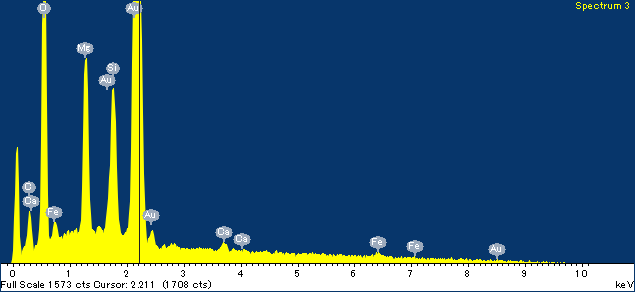 Spectrum 3
O
Au
Mg
Si
Au
O
Ca
Fe
Au
Ca
Ca
Fe
Fe
Au
0 1 2 3 4 5 6 7 8 9 10
Full Scale 1573 cts Cursor: 2.211 (1708 cts) keV